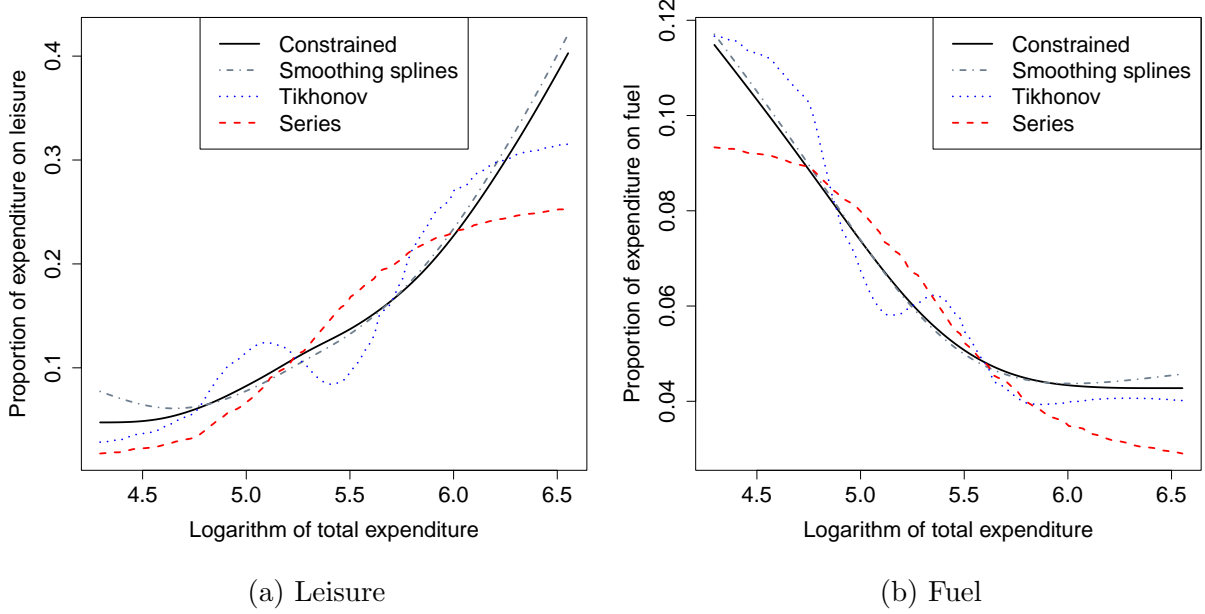 Proportion of expenditure on leisure
0.1
0.2
0.3
0.4
Constrained
Smoothing splines
Tikhonov
Series
4.5
5.0
5.5
6.0
6.5
Logarithm of total expenditure
(a) Leisure
Proportion of expenditure on fuel
0.04
0.06
0.08
0.10
0.12
Constrained
Smoothing splines
Tikhonov
Series
4.5
5.0
5.5
6.0
6.5
Logarithm of total expenditure
(b) Fuel